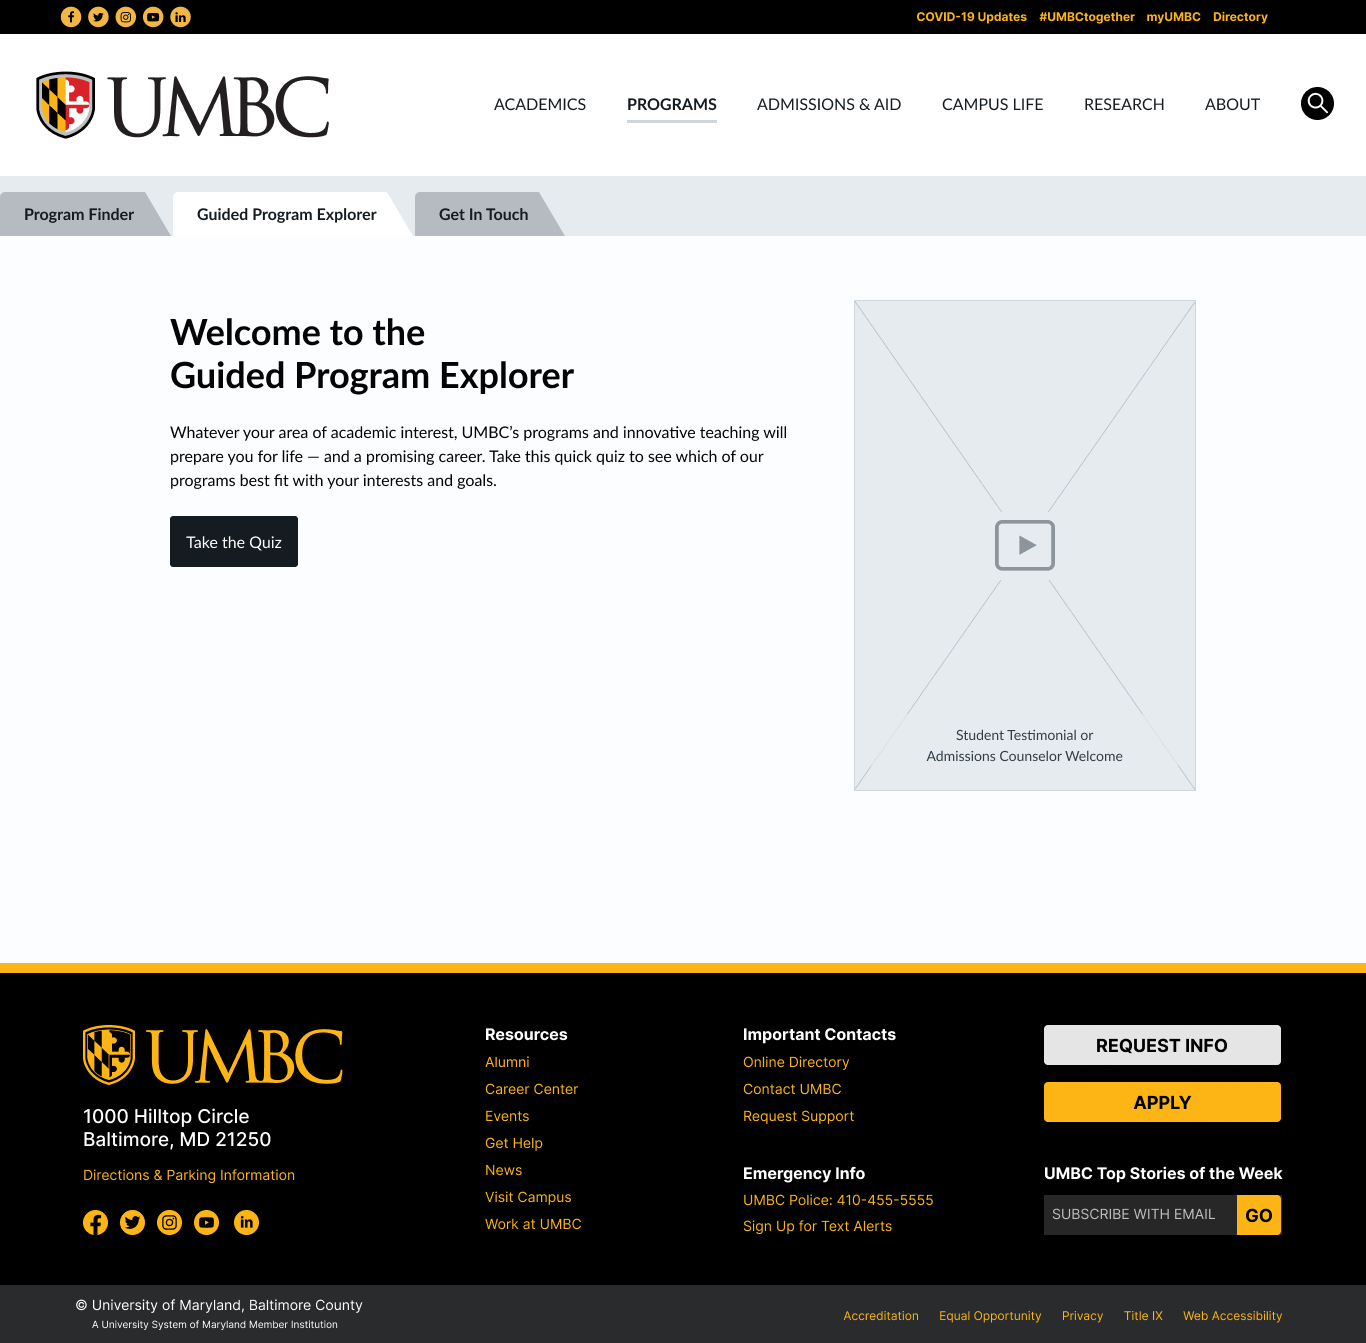 COVID-19 Updates #UMBCtogether myUMBC Directory
UMBC
ACADEMICS PROGRAMS ADMISSIONS & AID CAMPUS LIFE RESEARCH ABOUT
Program Finder Guided Program Explorer Get In Touch
Welcome to the
Guided Program Explorer
Whatever your area of academic interest, UMBC’s programs and innovative teaching will
prepare you for life — and a promising career. Take this quick quiz to see which of our
programs best fit with your interests and goals.
Take the Quiz
Student Testimonial or
Admissions Counselor Welcome
UMBC
1000 Hilltop Circle
Baltimore, MD 21250
Directions & Parking Information
Resources
Alumni
Career Center
Events
Get Help
News
Visit Campus
Work at UMBC
Important Contacts
Online Directory
Contact UMBC
Request Support
Emergency Info
UMBC Police: 410-455-5555
Sign Up for Text Alerts
REQUEST INFO
APPLY
UMBC Top Stories of the Week
SUBSCRIBE WITH EMAIL GO
© University of Maryland, Baltimore County
A University System of Maryland Member Institution
Accreditation Equal Opportunity Privacy Title IX Web Accessibility